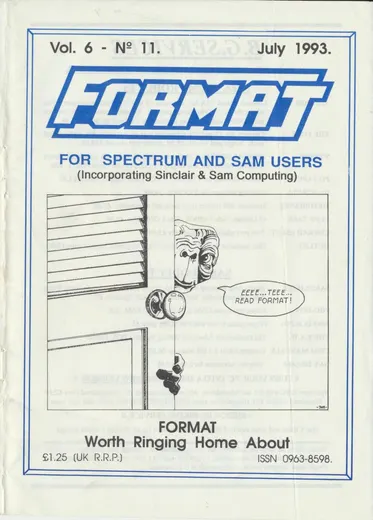 Vol. 6 - Nº 11. July 1993.
FORMAT
FOR SPECTRUM AND SAM USERS
(Incorporating Sinclair & Sam Computing)
EEEE...TEEE..
READ FORMAT!
FORMAT
Worth Ringing Home About
£1.25 (UK R.R.P.) ISSN 0963-8598.